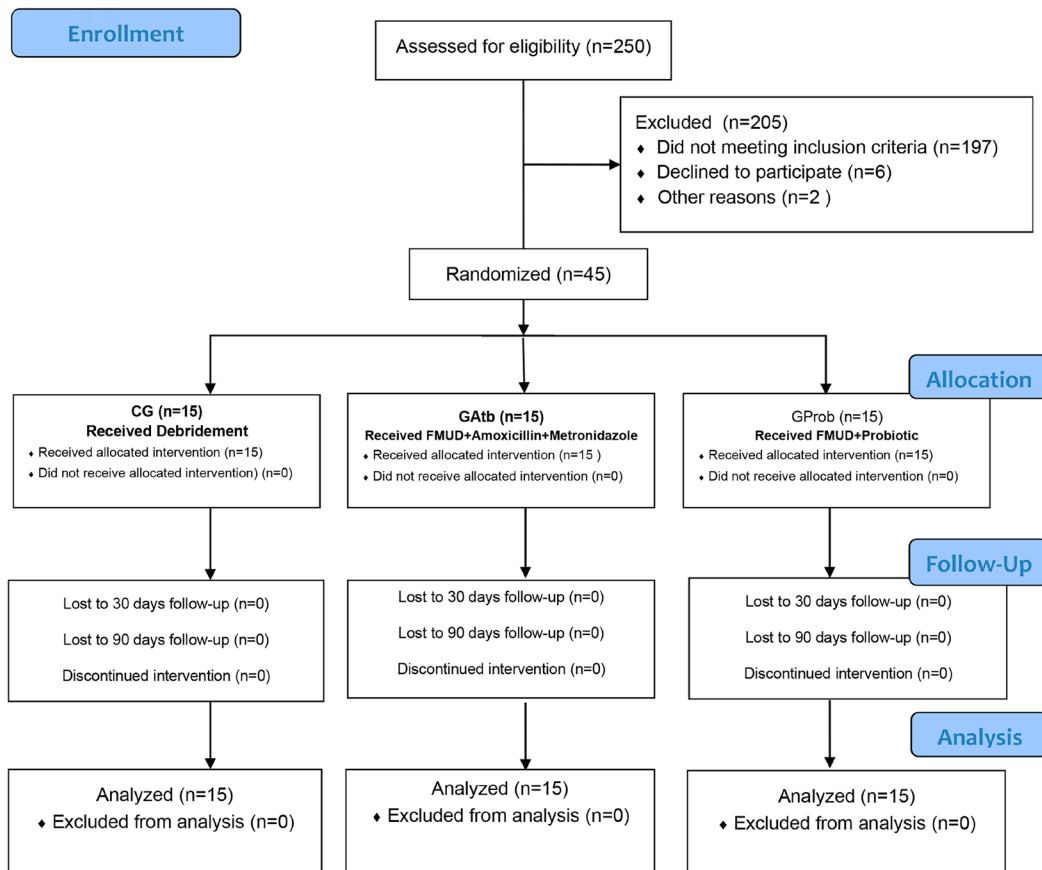 Enrollment
Assessed for eligibility (n=250)
Excluded (n=205)
♦ Did not meeting inclusion criteria (n=197)
♦ Declined to participate (n=6)
♦ Other reasons (n=2 )
Randomized (n=45)
Allocation
CG (n=15)
Received Debridement
♦ Received allocated intervention (n=15)
♦ Did not receive allocated intervention) (n=0)
GAtb (n=15)
Received FMUD+Amoxicillin+Metronidazole
♦ Received allocated intervention (n=15 )
♦ Did not receive allocated intervention (n=0)
GProb (n=15)
Received FMUD+Probiotic
♦ Received allocated intervention (n=15)
♦ Did not receive allocated intervention (n=0)
Follow-Up
Lost to 30 days follow-up (n=0)
Lost to 90 days follow-up (n=0)
Discontinued intervention (n=0)
Lost to 30 days follow-up (n=0)
Lost to 90 days follow-up (n=0)
Discontinued intervention (n=0)
Lost to 30 days follow-up (n=0)
Lost to 90 days follow-up (n=0)
Discontinued intervention (n=0)
Analysis
Analyzed (n=15)
♦ Excluded from analysis (n=0)
Analyzed (n=15)
♦ Excluded from analysis (n=0)
Analyzed (n=15)
♦ Excluded from analysis (n=0)